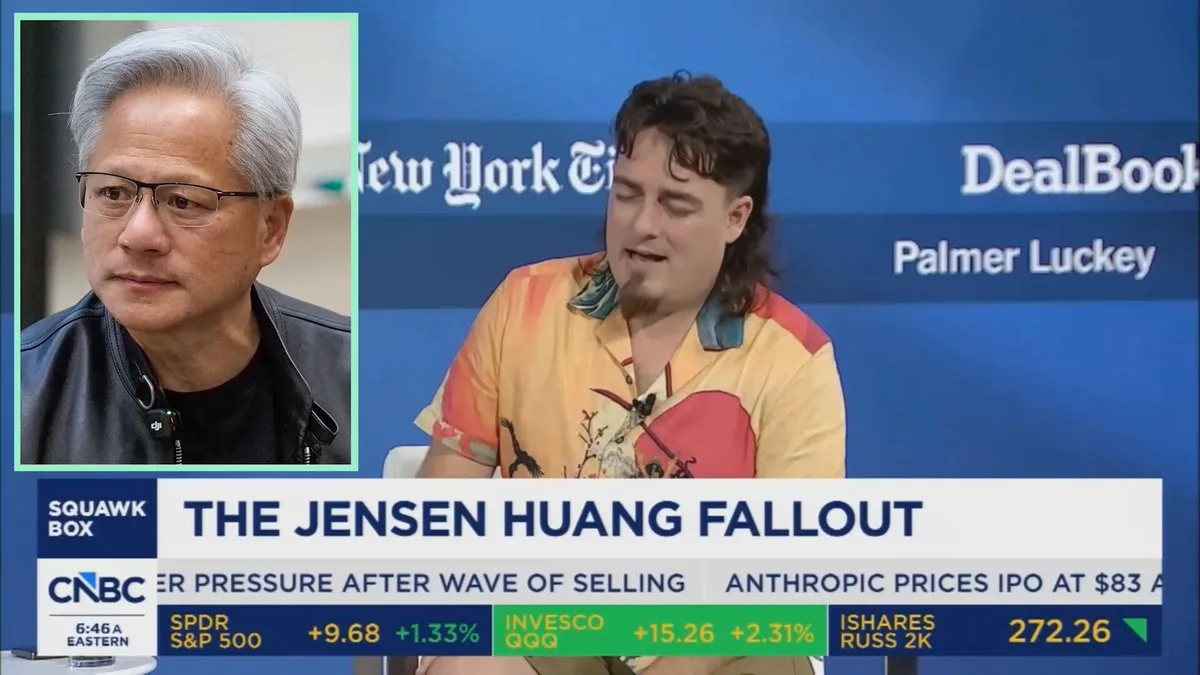 New York Ti
DealBook
Palmer Luckey
dji
SQUAWK
BOX
THE JENSEN HUANG FALLOUT
CNBC
ER PRESSURE AFTER WAVE OF SELLING
ANTHROPIC PRICES IPO AT $83 A
6:46 A
EASTERN
SPDR
S&P 500
+9.68 +1.33%
INVESCO
QQQ
+15.26 +2.31%
ISHARES
RUSS 2K
272.26